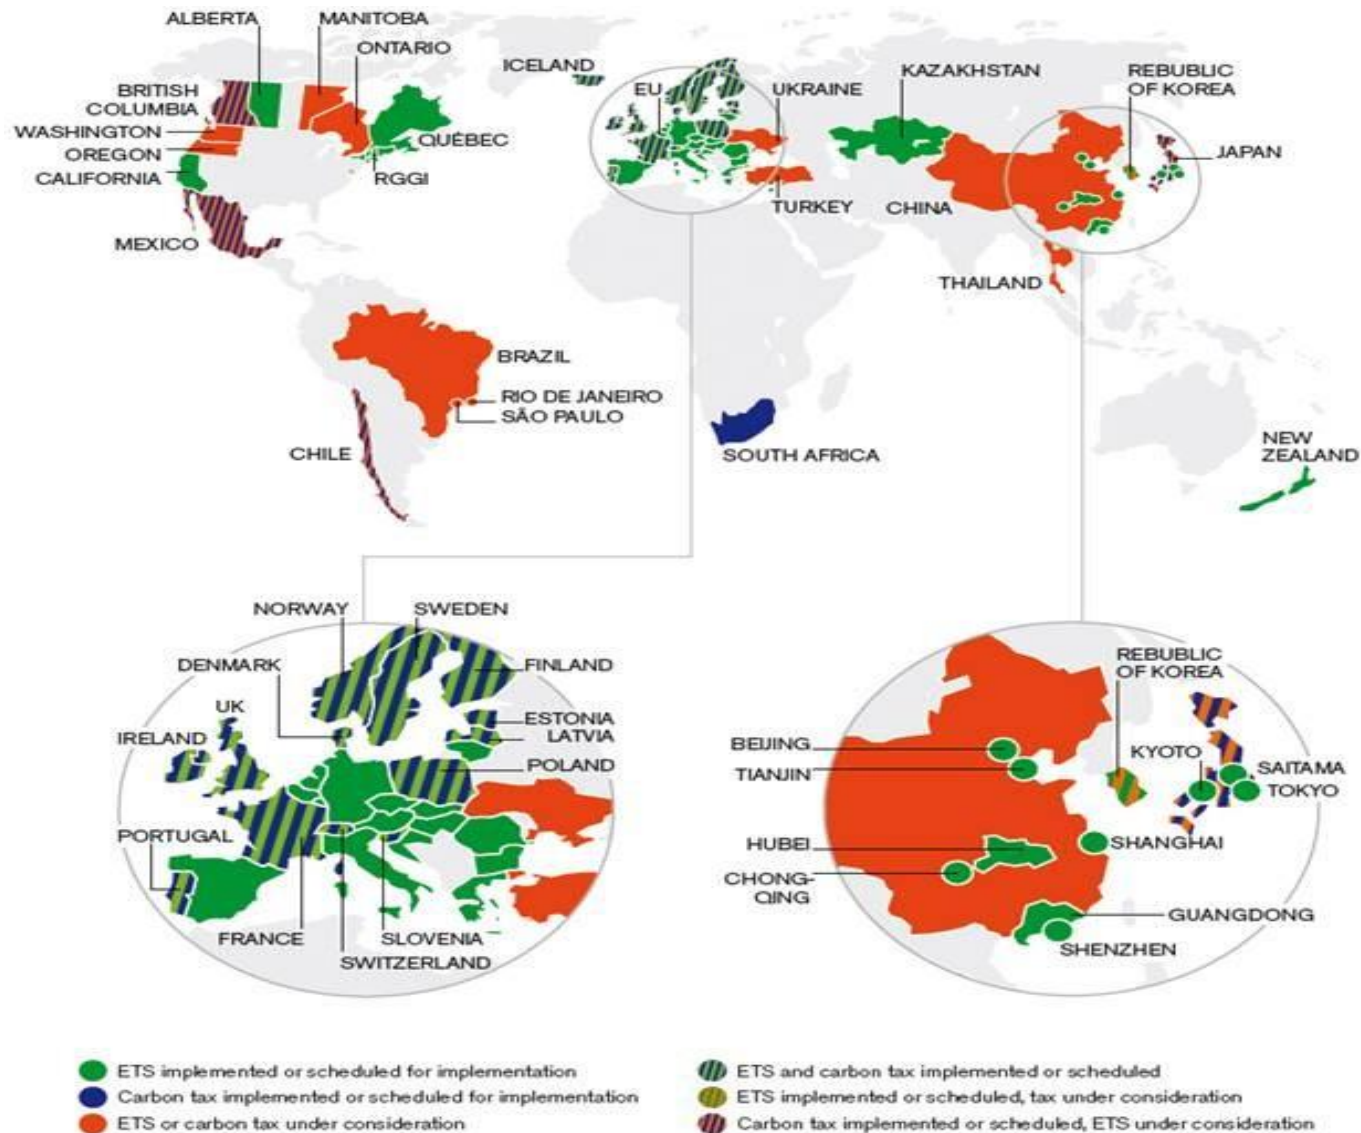 ALBERTA
MANITOBA
ONTARIO
ICELAND
EU
UKRAINE
KAZAKHSTAN
REBUBLIC
OF KOREA
BRITISH
COLUMBIA
WASHINGTON
OREGON
CALIFORNIA
QUÉBEC
RGGI
JAPAN
MEXICO
TURKEY
CHINA
THAILAND
BRAZIL
RIO DE JANEIRO
SÃO PAULO
CHILE
SOUTH AFRICA
NEW
ZEALAND
NORWAY
SWEDEN
DENMARK
FINLAND
UK
IRELAND
ESTONIA
LATVIA
POLAND
PORTUGAL
FRANCE
SLOVENIA
SWITZERLAND
REBUBLIC
OF KOREA
BEIJING
TIANJIN
KYOTO
SAITAMA
TOKYO
HUBEI
SHANGHAI
CHONG-
QING
GUANGDONG
SHENZHEN
ETS implemented or scheduled for implementation
Carbon tax implemented or scheduled for implementation
ETS or carbon tax under consideration
ETS and carbon tax implemented or scheduled
ETS implemented or scheduled, tax under consideration
Carbon tax implemented or scheduled, ETS under consideration